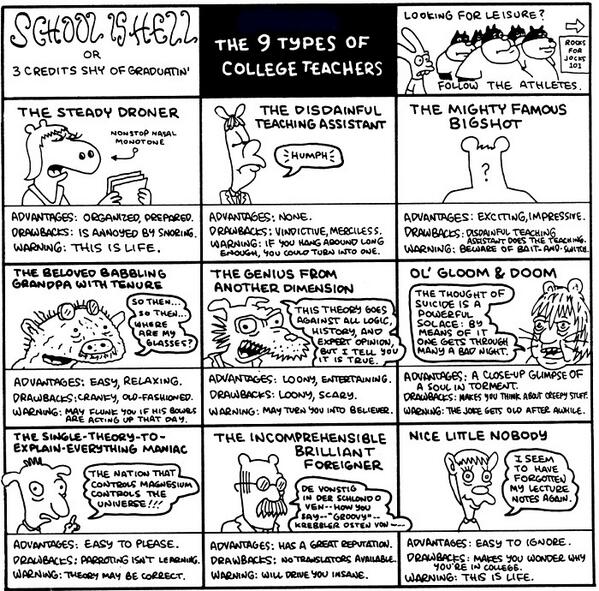 SCHOOL IS HELL
OR
3 CREDITS SHY OF GRADUATIN'
THE 9 TYPES OF
COLLEGE TEACHERS
LOOKING FOR LEISURE?
ROCKS
FOR
JOCKS
101
FOLLOW THE ATHLETES.
THE STEADY DRONER
NONSTOP NASAL
MONOTONE
ADVANTAGES: ORGANIZED, PREPARED.
DRAWBACKS: IS ANNOYED BY SNORING.
WARNING: THIS IS LIFE.
THE DISDAINFUL
TEACHING ASSISTANT
HUMPH
ADVANTAGES: NONE.
DRAWBACKS: VINDICTIVE, MERCILESS.
WARNING: IF YOU HANG AROUND LONG
ENOUGH, YOU COULD TURN INTO ONE.
THE MIGHTY FAMOUS
BIGSHOT
?
ADVANTAGES: EXCITING, IMPRESSIVE.
DRAWBACKS: DISDAINFUL TEACHING
ASSISTANT DOES THE TEACHING.
WARNING: BEWARE OF BAIT-AND-SWITCH.
THE BELOVED BABBLING
GRANDPA WITH TENURE
SO THEN...
SO THEN...
WHERE
ARE MY
GLASSES?
ADVANTAGES: EASY, RELAXING.
DRAWBACKS: CRANKY, OLD-FASHIONED.
WARNING: MAY FLUNK YOU IF HIS BOWELS
ARE ACTING UP THAT DAY.
THE GENIUS FROM
ANOTHER DIMENSION
THIS THEORY GOES
AGAINST ALL LOGIC,
HISTORY, AND
EXPERT OPINION,
BUT I TELL YOU
IT IS TRUE.
ADVANTAGES: LOONY, ENTERTAINING.
DRAWBACKS: LOONY, SCARY.
WARNING: MAY TURN YOU INTO BELIEVER.
OL' GLOOM & DOOM
THE THOUGHT OF
SUICIDE IS A
POWERFUL
SOLACE: BY
MEANS OF IT
ONE GETS THROUGH
MANY A BAD NIGHT.
ADVANTAGES: A CLOSE-UP GLIMPSE OF
A SOUL IN TORMENT.
DRAWBACKS: MAKES YOU THINK ABOUT CREEPY STUFF.
WARNING: THE JOKE GETS OLD AFTER AWHILE.
THE SINGLE-THEORY-TO-
EXPLAIN-EVERYTHING MANIAC
THE NATION THAT
CONTROLS MAGNESIUM
CONTROLS THE
UNIVERSE!!!
ADVANTAGES: EASY TO PLEASE.
DRAWBACKS: PARROTING ISN'T LEARNING.
WARNING: THEORY MAY BE CORRECT.
THE INCOMPREHENSIBLE
BRILLIANT
FOREIGNER
DE VONSTIG
IN DER SUHLOND O
VEN--HOW YOU
SAY--"GROOVY"--
KREBBLER OSTEN VON
ADVANTAGES: HAS A GREAT REPUTATION.
DRAWBACKS: NO TRANSLATORS AVAILABLE.
WARNING: WILL DRIVE YOU INSANE.
NICE LITTLE NOBODY
I SEEM
TO HAVE
FORGOTTEN
MY LECTURE
NOTES AGAIN.
ADVANTAGES: EASY TO IGNORE.
DRAWBACKS: MAKES YOU WONDER WHY
YOU'RE IN COLLEGE.
WARNING: THIS IS LIFE.